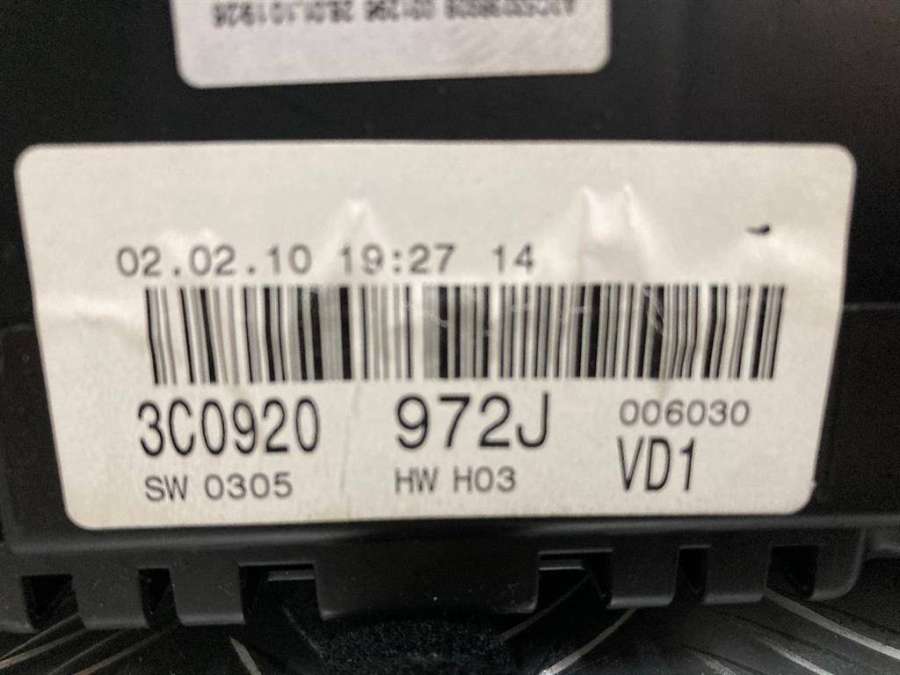 02.02.10 19:27 14
3C0920 972J 006030
SW 0305 HW H03 VD1